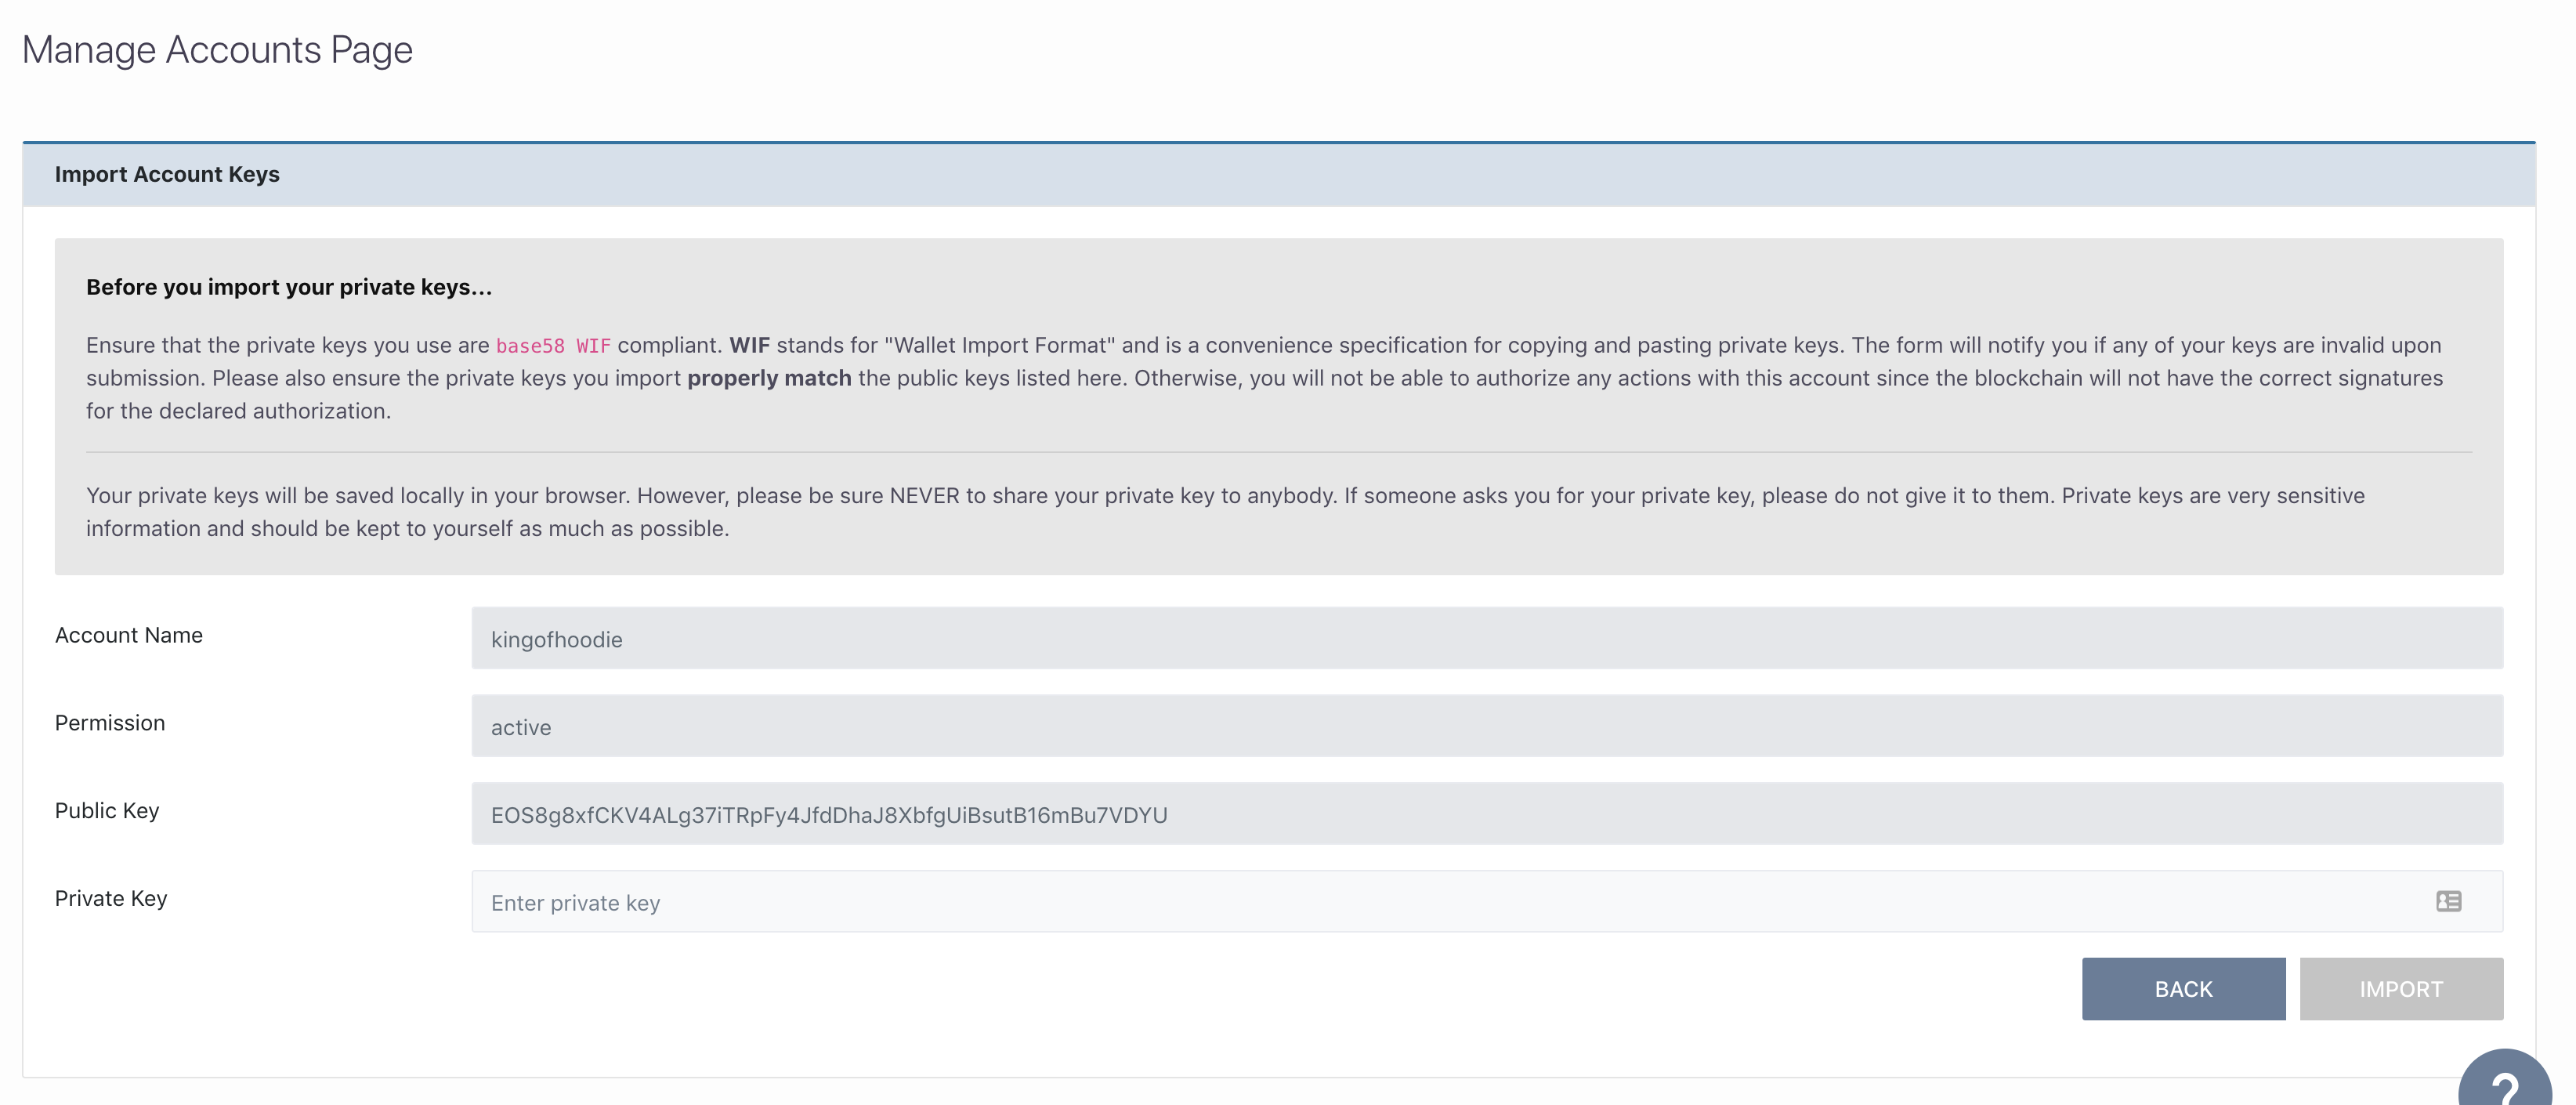 Manage Accounts Page
Import Account Keys
Before you import your private keys...
Ensure that the private keys you use are base58 WIF compliant. WIF stands for "Wallet Import Format" and is a convenience specification for copying and pasting private keys. The form will notify you if any of your keys are invalid upon
submission. Please also ensure the private keys you import properly match the public keys listed here. Otherwise, you will not be able to authorize any actions with this account since the blockchain will not have the correct signatures
for the declared authorization.
Your private keys will be saved locally in your browser. However, please be sure NEVER to share your private key to anybody. If someone asks you for your private key, please do not give it to them. Private keys are very sensitive
information and should be kept to yourself as much as possible.
Account Name
kingofhoodie
Permission
active
Public Key
EOS8g8xfCKV4ALg37iTRpFy4JfdDhaJ8XbfgUiBsutB16mBu7VDYU
Private Key
Enter private key
BACK
IMPORT
?